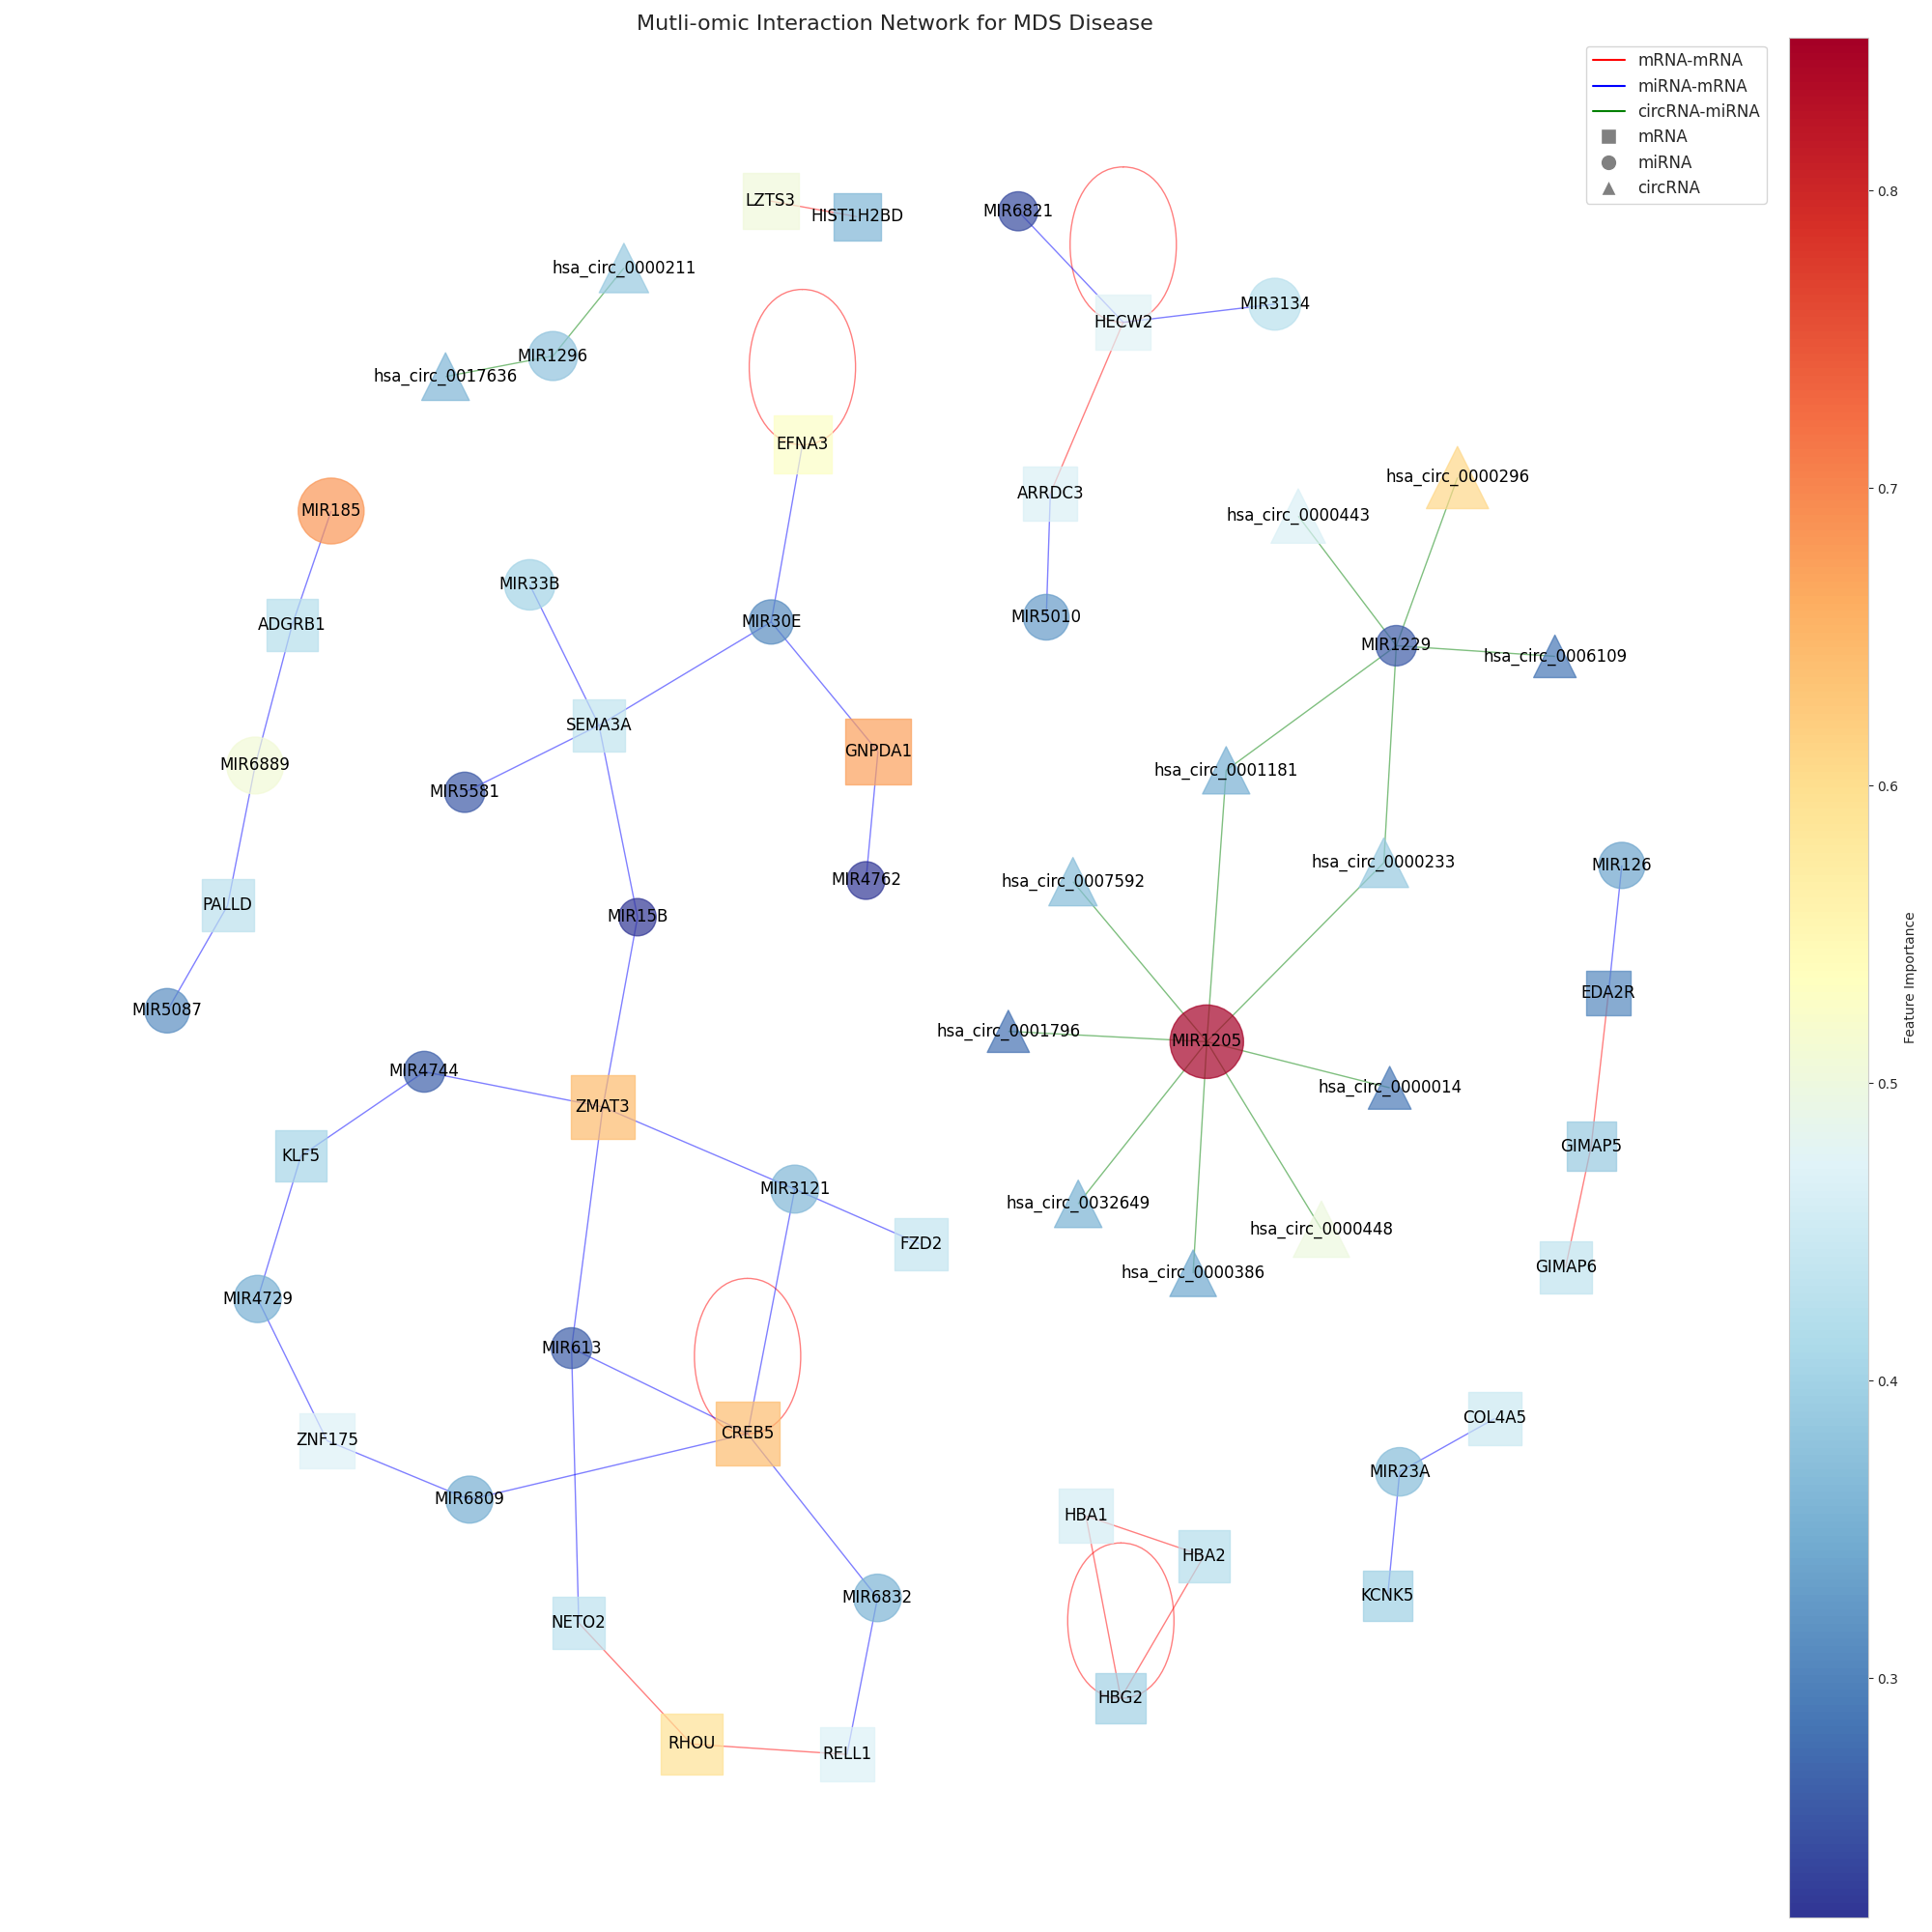 Mutli-omic Interaction Network for MDS Disease
mRNA-mRNA
miRNA-mRNA
circRNA-miRNA
mRNA
miRNA
circRNA
0.8
0.7
0.6
0.5
0.4
0.3
Feature Importance
LZTS3
HIST1H2BD
MIR6821
hsa_circ_0000211
MIR3134
HECW2
MIR1296
hsa_circ_0017636
EFNA3
hsa_circ_0000296
ARRDC3
MIR185
hsa_circ_0000443
MIR33B
MIR5010
MIR30E
ADGRB1
MIR1229
hsa_circ_0006109
SEMA3A
GNPDA1
MIR6889
hsa_circ_0001181
MIR5581
hsa_circ_0000233
MIR126
MIR4762
hsa_circ_0007592
PALLD
MIR15B
EDA2R
MIR5087
hsa_circ_0001796
MIR1205
MIR4744
hsa_circ_0000014
ZMAT3
GIMAP5
KLF5
MIR3121
hsa_circ_0032649
hsa_circ_0000448
FZD2
GIMAP6
hsa_circ_0000386
MIR4729
MIR613
COL4A5
CREB5
ZNF175
MIR23A
MIR6809
HBA1
HBA2
KCNK5
MIR6832
NETO2
HBG2
RHOU
RELL1